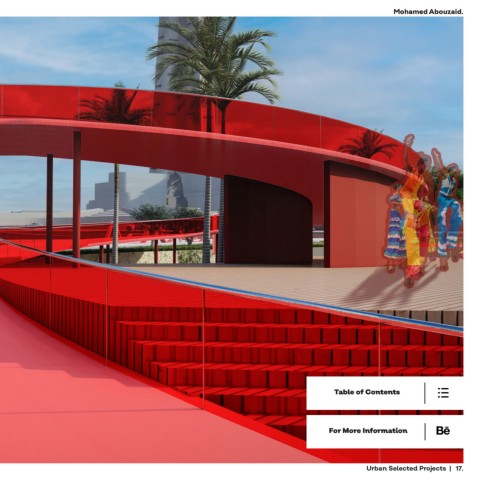 Mohamed Abouzaid.
Table of Contents
For More Information
Bē
Urban Selected Projects | 17.